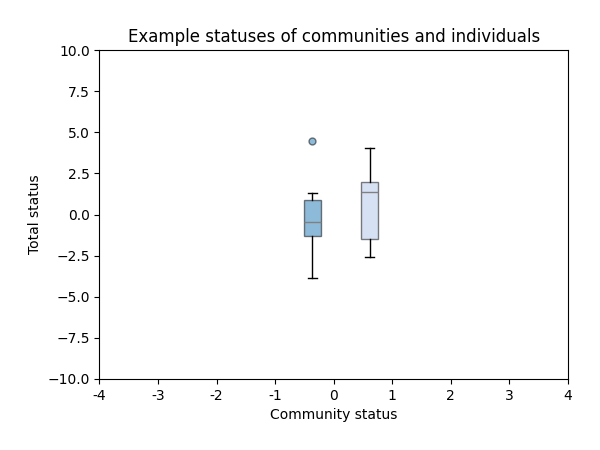 Example statuses of communities and individuals
10.0
7.5
5.0
2.5
0.0
−2.5
−5.0
−7.5
−10.0
Total status
-4 -3 -2 -1 0 1 2 3 4
Community status